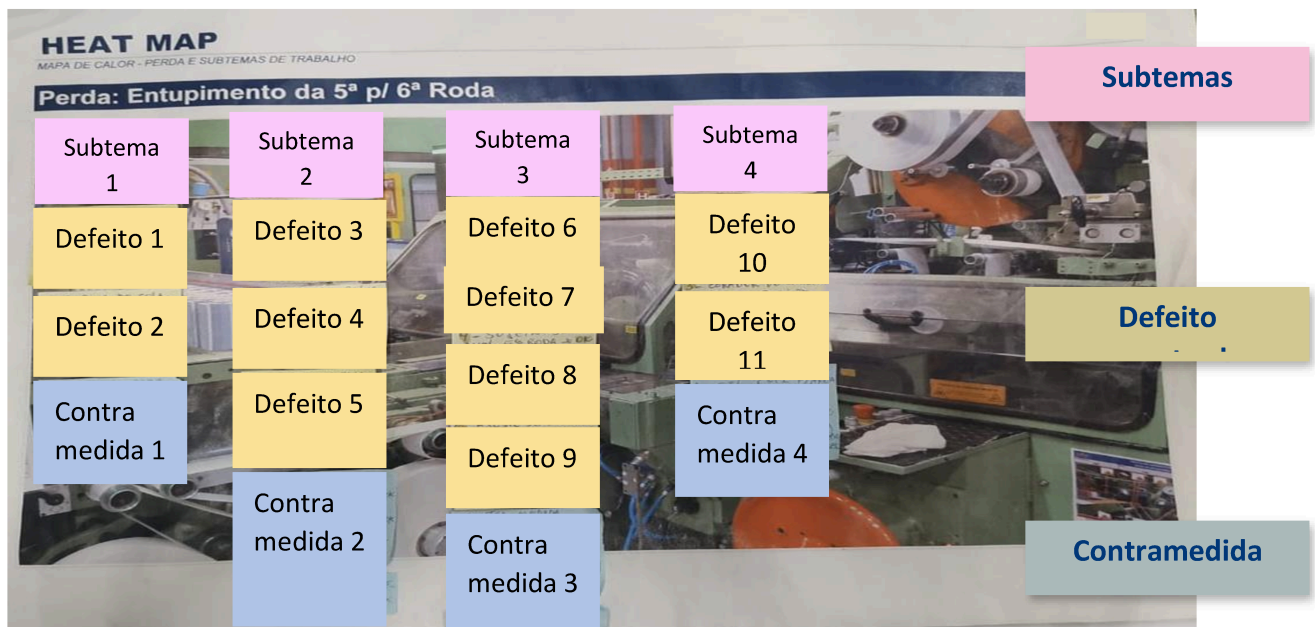 HEAT MAP
MAPA DE CALOR - PERDA E SUBTEMAS DE TRABALHO
Perda: Entupimento da 5ª p/ 6ª Roda
Subtemas
Subtema
1
Subtema
2
Subtema
3
Subtema
4
Defeito 1
Defeito 3
Defeito 6
Defeito
10
Defeito 2
Defeito 4
Defeito 7
Defeito
11
Defeito
Contra
medida 1
Defeito 5
Defeito 8
Contra
medida 4
Defeito 9
Contra
medida 2
Contra
medida 3
Contramedida